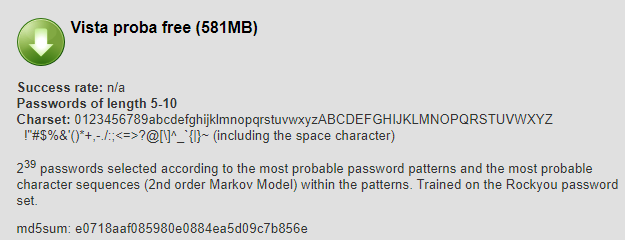 Vista proba free (581MB)
Success rate: n/a
Passwords of length 5-10
Charset: 0123456789abcdefghijklmnopqrstuvwxyzABCDEFGHIJKLMNOPQRSTUVWXYZ
!"#$%&'()*+,-./:;<=>?@[\]^_`{|}~ (including the space character)
2³⁹ passwords selected according to the most probable password patterns and the most probable
character sequences (2nd order Markov Model) within the patterns. Trained on the Rockyou password
set.
md5sum: e0718aaf085980e0884ea5d09c7b856e